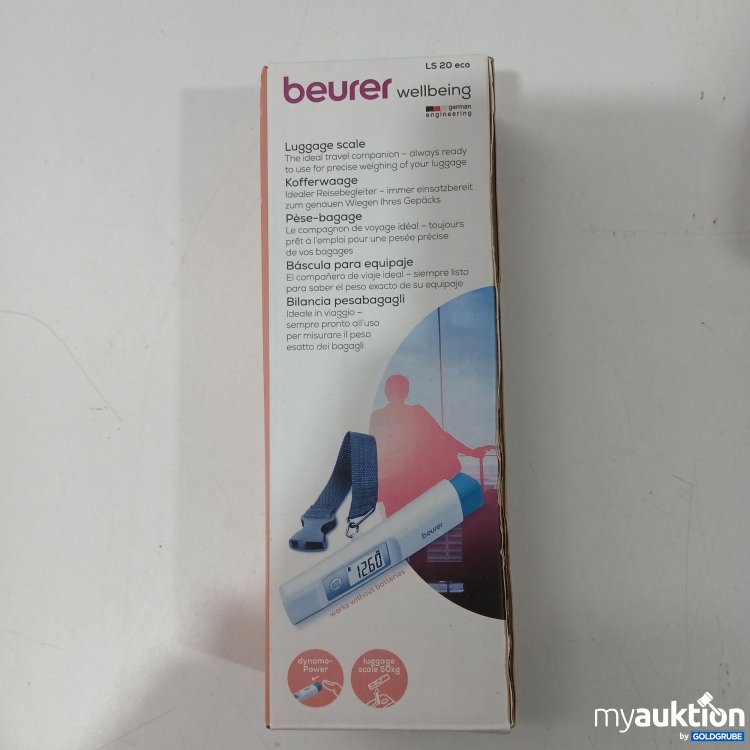 LS 20 eco
beurer wellbeing
german
engineering
Luggage scale
The ideal travel companion – always ready
to use for precise weighing of your luggage
Kofferwaage
Idealer Reisebegleiter – immer einsatzbereit
zum genauen Wiegen Ihres Gepäcks
Pèse-bagage
Le compagnon de voyage idéal – toujours
prêt à l'emploi pour une pesée précise
de vos bagages
Báscula para equipaje
El compañero de viaje ideal – siempre listo
para saber el peso exacto de su equipaje
Bilancia pesabagagli
Ideale in viaggio –
sempre pronto all'uso
per misurare il peso
esatto dei bagagli
beurer
1260
works without batteries
dynamo-
Power
luggage
scale 50kg
myauktion
by GOLDGRUBE